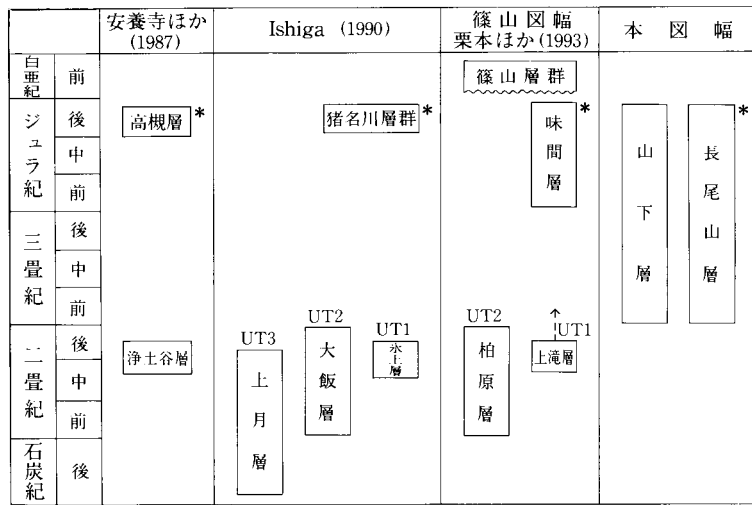 安養寺ほか
(1987)
Ishiga (1990)
篠山図幅
栗本ほか(1993)
本図幅
白亜紀
前
篠山層群
ジュラ紀
後
中
前
高槻層 *
猪名川層群 *
味間層 *
山下層
長尾山層 *
三畳紀
後
中
前
二畳紀
後
中
前
浄土谷層
UT3
上月層
UT2
大飯層
UT1
氷上層
UT2
柏原層
UT1
上滝層
石炭紀
後